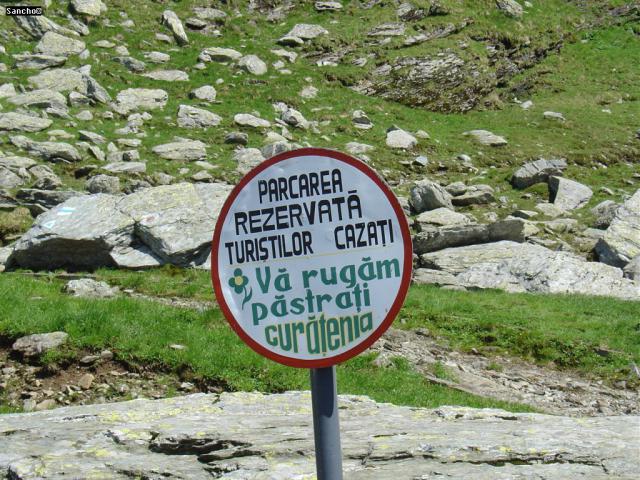 Sancho©
PARCAREA
REZERVATĂ
TURIŞTILOR CAZAŢI
Vă rugăm
păstraţi
curăţenia